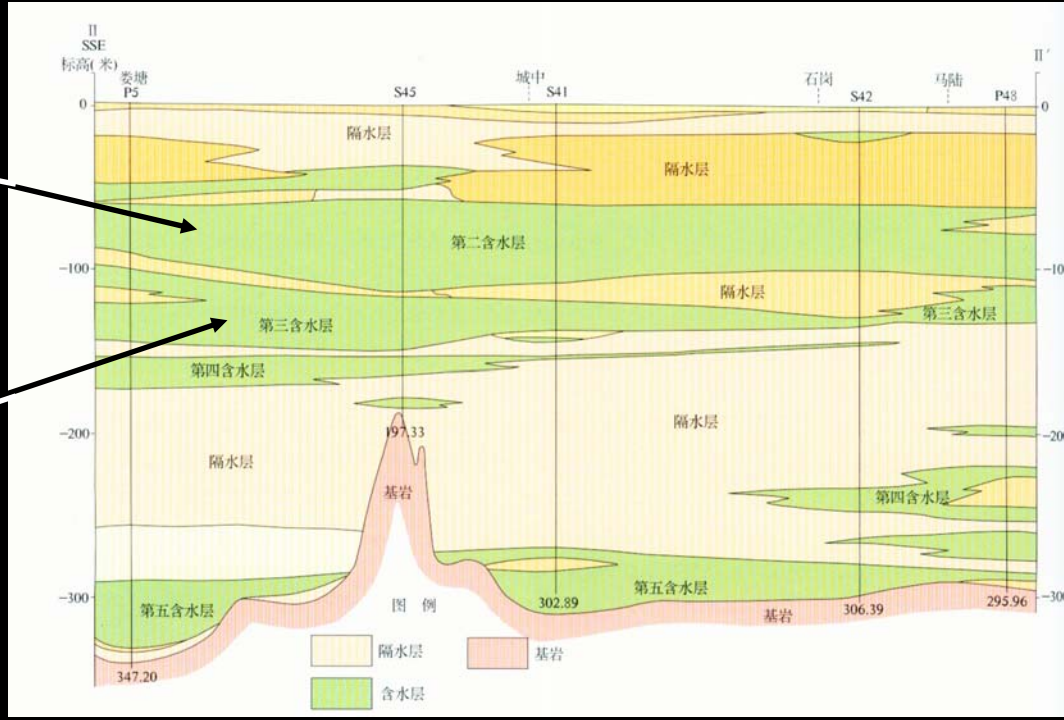 II
SSE
标高(米)
娄塘
P5
S45
城中
S41
石岗
S42
马陆
P48
II′
0
0
隔水层
隔水层
第二含水层
-100
-10
隔水层
第三含水层
第三含水层
第四含水层
-200
-20
197.33
隔水层
隔水层
基岩
第四含水层
第五含水层
第五含水层
-300
-30
302.89
306.39
295.96
基岩
347.20
图 例
隔水层
基岩
含水层